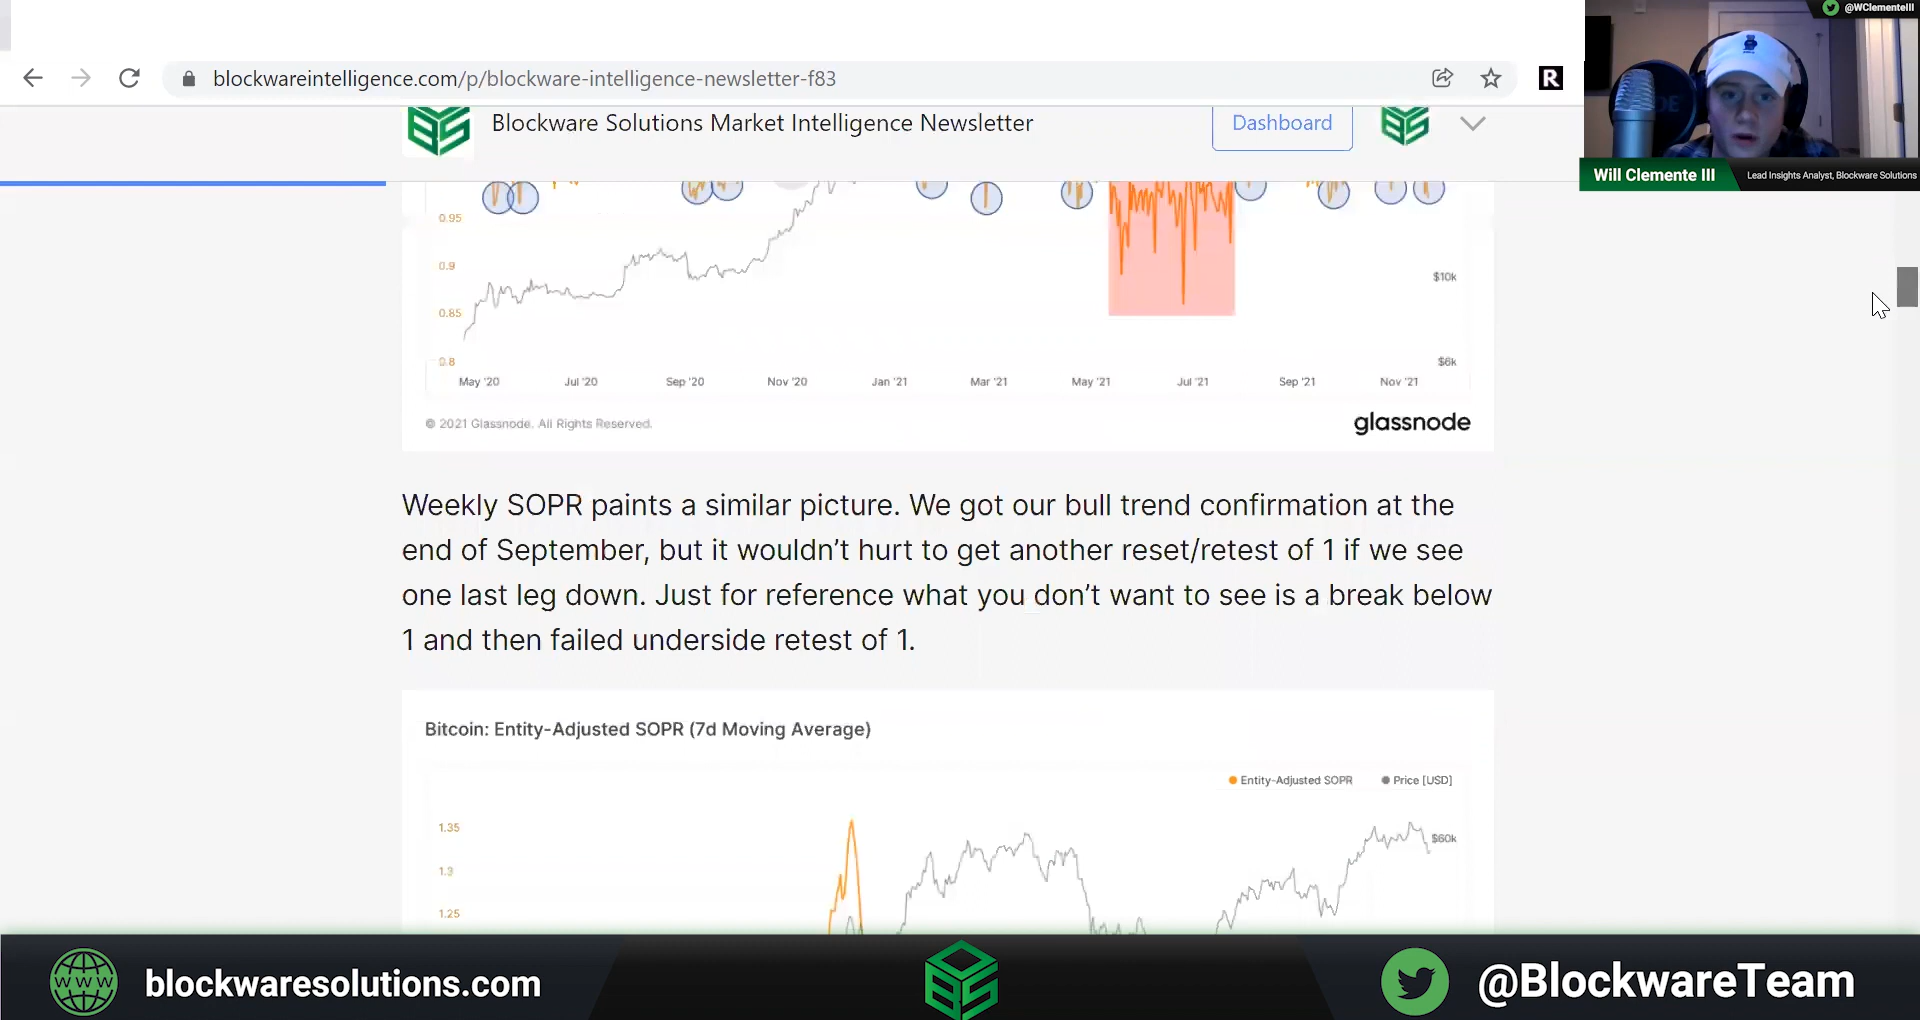 @WClementeIII
blockwareintelligence.com/p/blockware-intelligence-newsletter-f83
R
Blockware Solutions Market Intelligence Newsletter
Dashboard
Will Clemente III
Lead Insights Analyst, Blockware Solutions
0.95
0.9
$10k
0.85
0.8
$6k
May '20 Jul '20 Sep '20 Nov '20 Jan '21 Mar '21 May '21 Jul '21 Sep '21 Nov '21
© 2021 Glassnode. All Rights Reserved.
glassnode
Weekly SOPR paints a similar picture. We got our bull trend confirmation at the
end of September, but it wouldn’t hurt to get another reset/retest of 1 if we see
one last leg down. Just for reference what you don’t want to see is a break below
1 and then failed underside retest of 1.
Bitcoin: Entity-Adjusted SOPR (7d Moving Average)
Entity-Adjusted SOPR Price [USD]
1.35
$60k
1.3
1.25
www
blockwaresolutions.com
BS
@BlockwareTeam